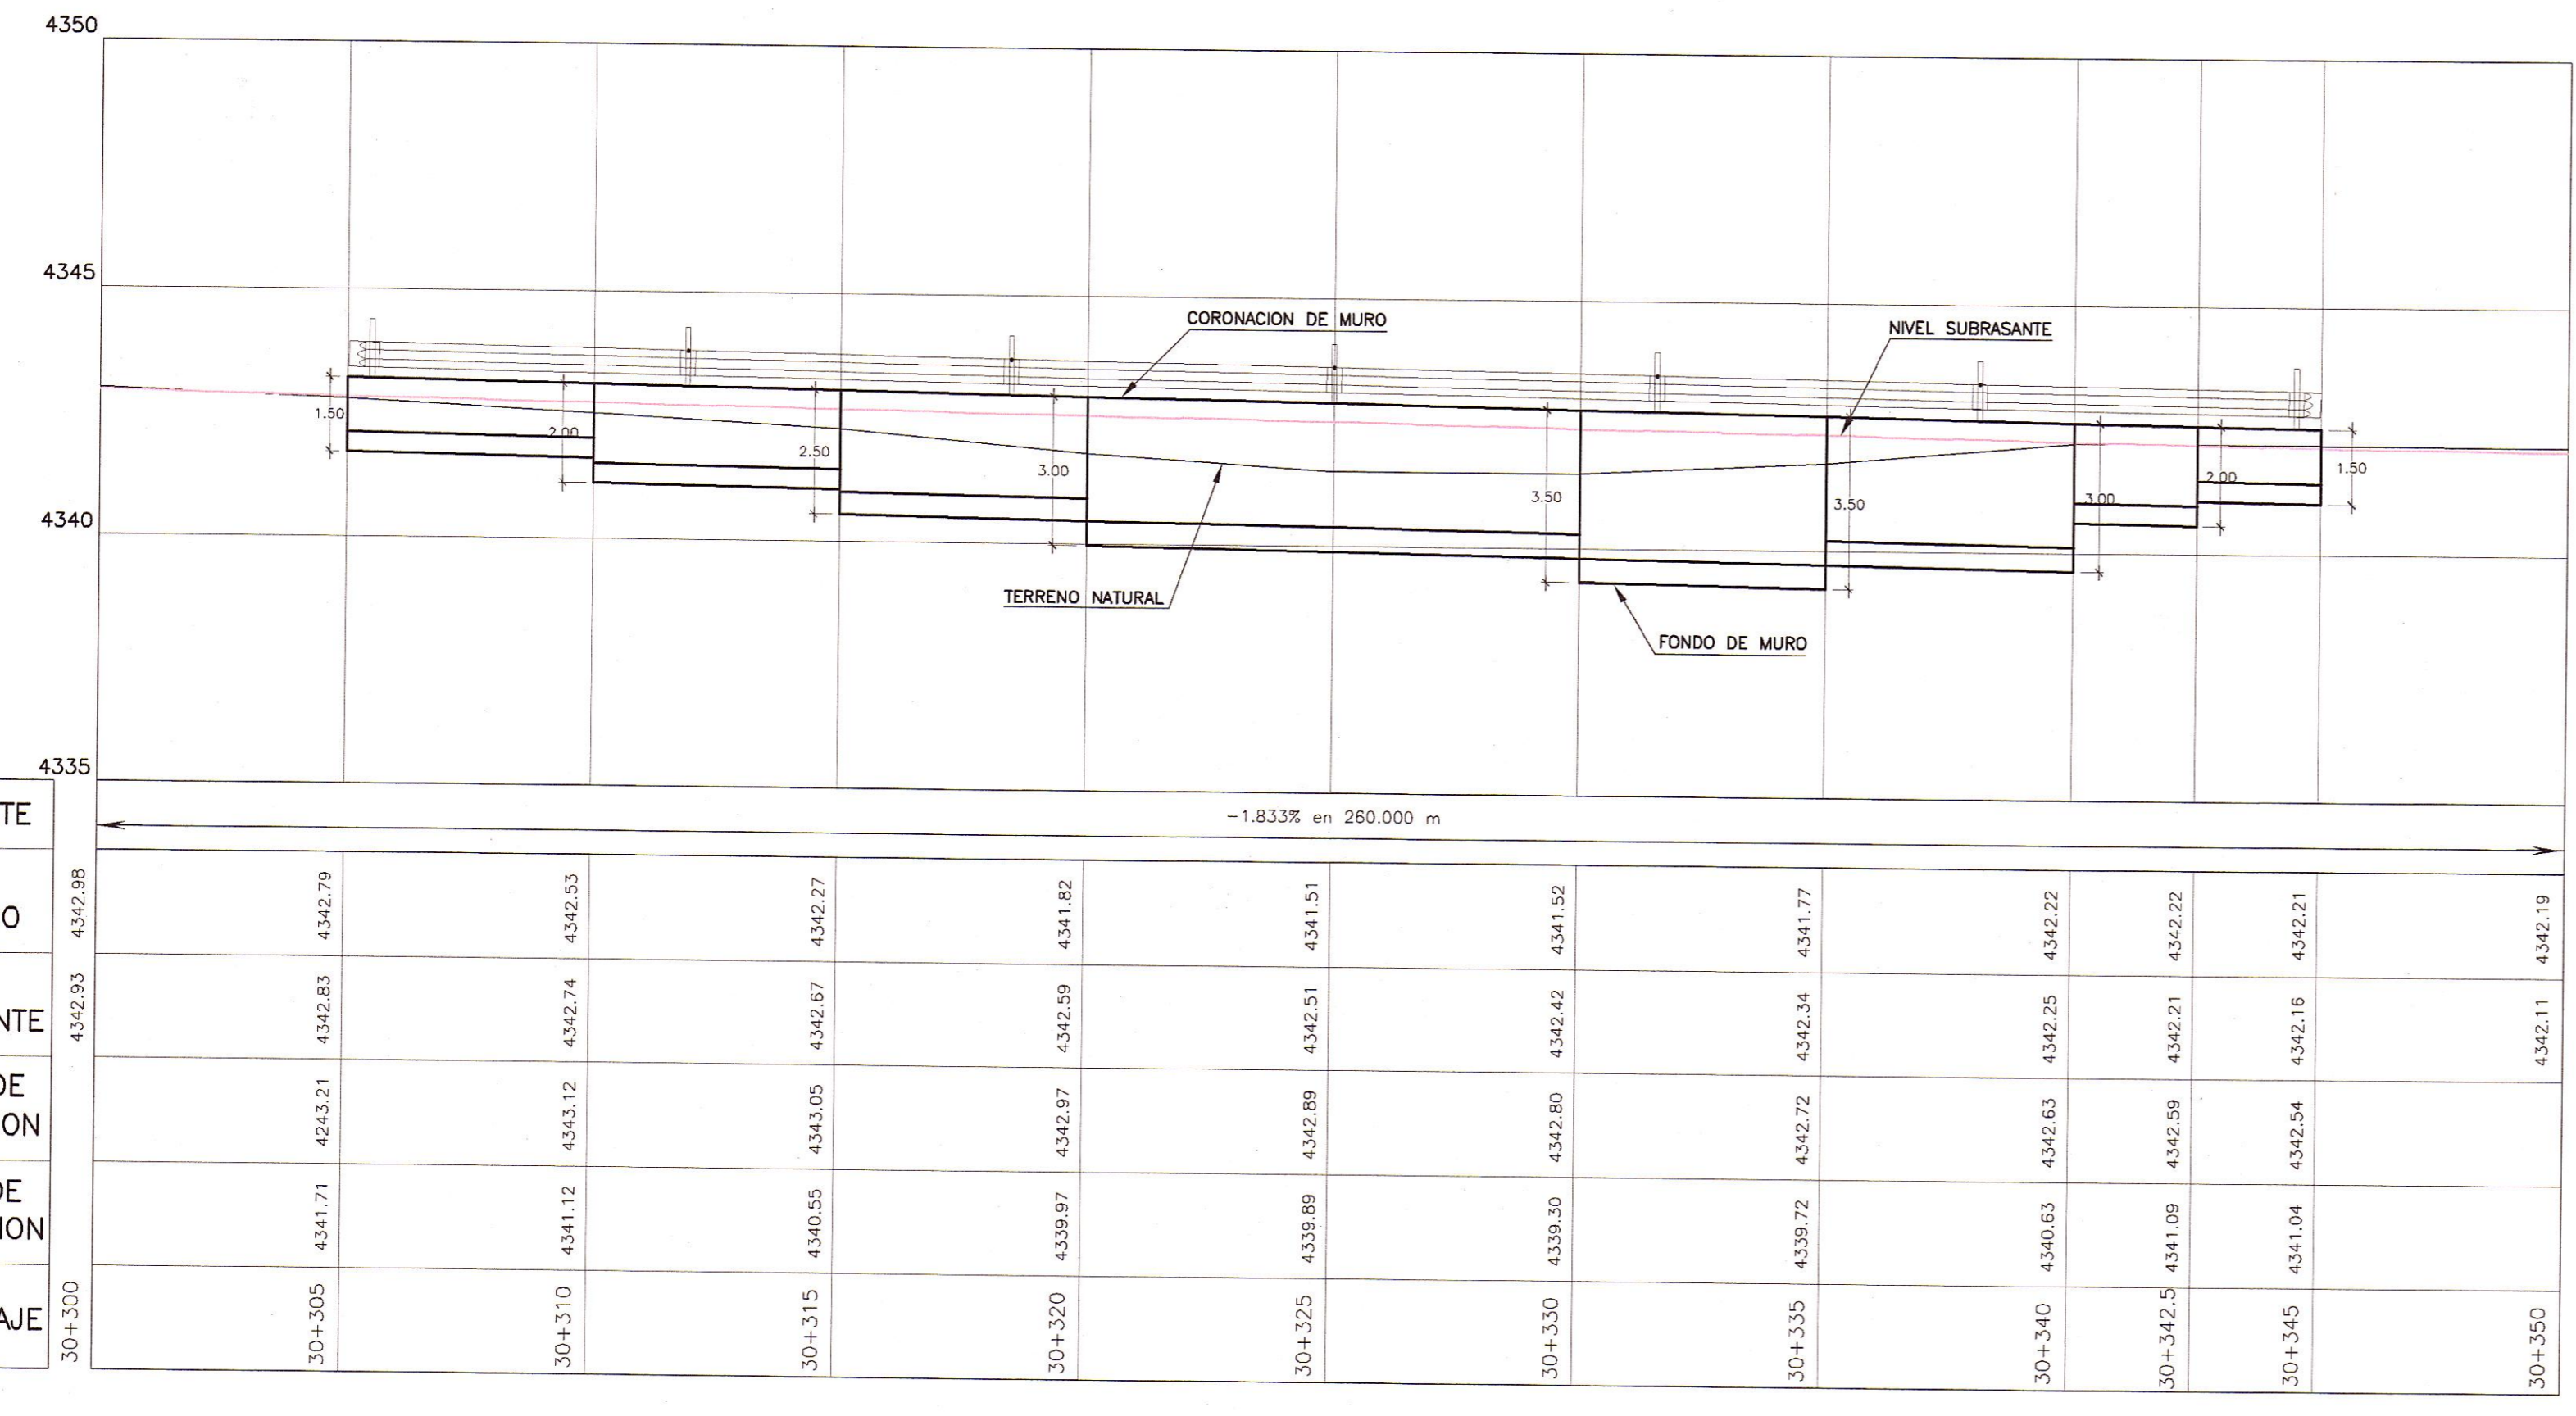 4350
4345
4340
4335
CORONACION DE MURO
NIVEL SUBRASANTE
TERRENO NATURAL
FONDO DE MURO
1.50
2.00
2.50
3.00
3.50
3.50
3.00
2.00
1.50
TE
-1.833% en 260.000 m
O
4342.98 4342.79 4342.53 4342.27 4341.82 4341.51 4341.52 4341.77 4342.22 4342.22 4342.21 4342.19
NTE
4342.93 4342.83 4342.74 4342.67 4342.59 4342.51 4342.42 4342.34 4342.25 4342.21 4342.16 4342.11
DE
ON
4243.21 4343.12 4343.05 4342.97 4342.89 4342.80 4342.72 4342.63 4342.59 4342.54
DE
ION
4341.71 4341.12 4340.55 4339.97 4339.89 4339.30 4339.72 4340.63 4341.09 4341.04
AJE
30+300 30+305 30+310 30+315 30+320 30+325 30+330 30+335 30+340 30+342.5 30+345 30+350